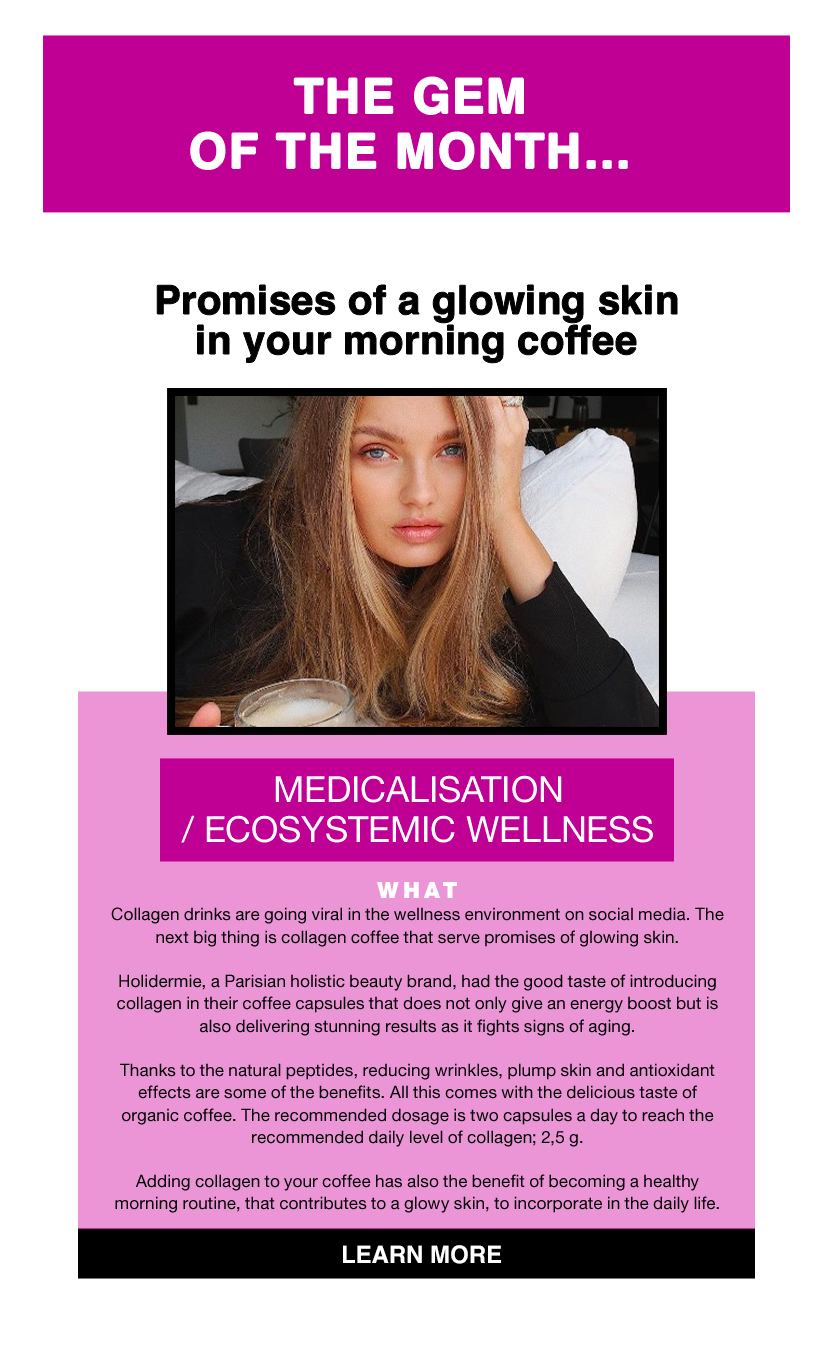 THE GEM
OF THE MONTH...
Promises of a glowing skin
in your morning coffee
MEDICALISATION
/ ECOSYSTEMIC WELLNESS
WHAT
Collagen drinks are going viral in the wellness environment on social media. The
next big thing is collagen coffee that serve promises of glowing skin.
Holidermie, a Parisian holistic beauty brand, had the good taste of introducing
collagen in their coffee capsules that does not only give an energy boost but is
also delivering stunning results as it fights signs of aging.
Thanks to the natural peptides, reducing wrinkles, plump skin and antioxidant
effects are some of the benefits. All this comes with the delicious taste of
organic coffee. The recommended dosage is two capsules a day to reach the
recommended daily level of collagen; 2,5 g.
Adding collagen to your coffee has also the benefit of becoming a healthy
morning routine, that contributes to a glowy skin, to incorporate in the daily life.
LEARN MORE